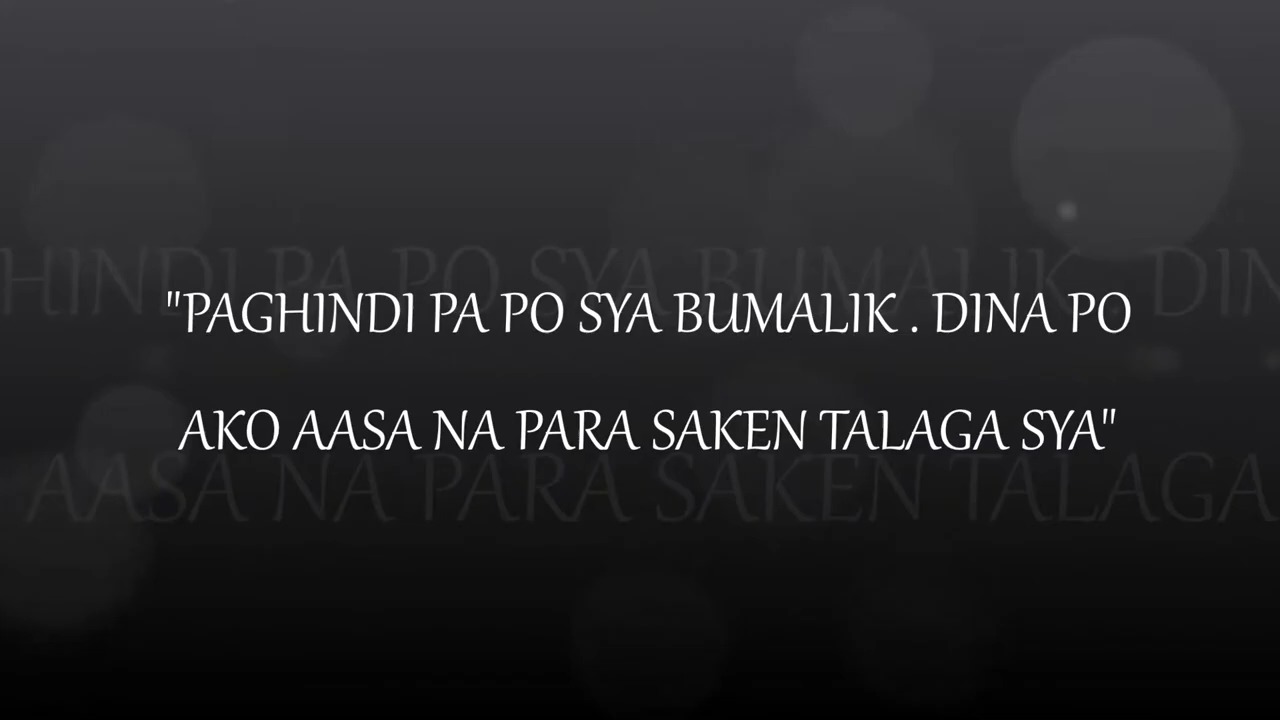 "PAGHINDI PA PO SYA BUMALIK . DINA PO
AKO AASA NA PARA SAKEN TALAGA SYA"